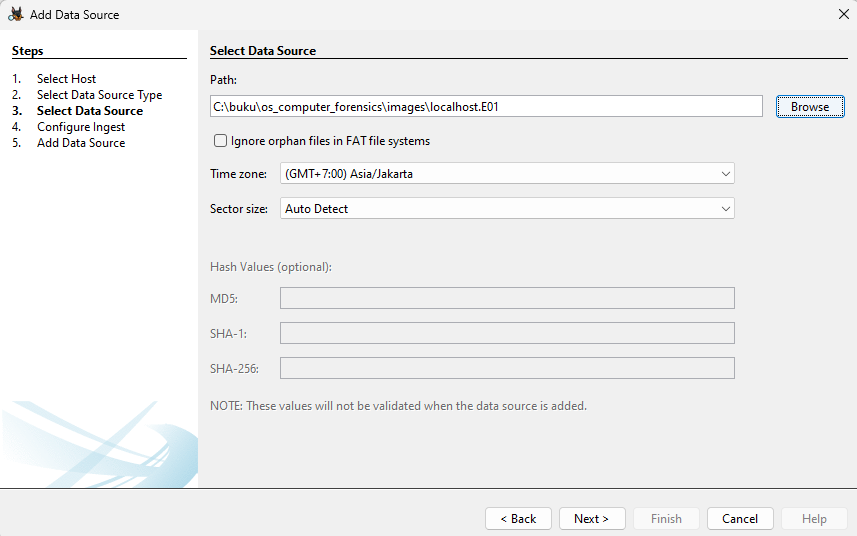 Add Data Source
Steps
1. Select Host
2. Select Data Source Type
3. Select Data Source
4. Configure Ingest
5. Add Data Source
Select Data Source
Path:
C:\buku\os_computer_forensics\images\localhost.E01
Browse
Ignore orphan files in FAT file systems
Time zone: (GMT+7:00) Asia/Jakarta
Sector size: Auto Detect
Hash Values (optional):
MD5:
SHA-1:
SHA-256:
NOTE: These values will not be validated when the data source is added.
< Back Next > Finish Cancel Help